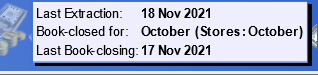 Last Extraction: 18 Nov 2021
Book-closed for: October (Stores: October)
Last Book-closing: 17 Nov 2021